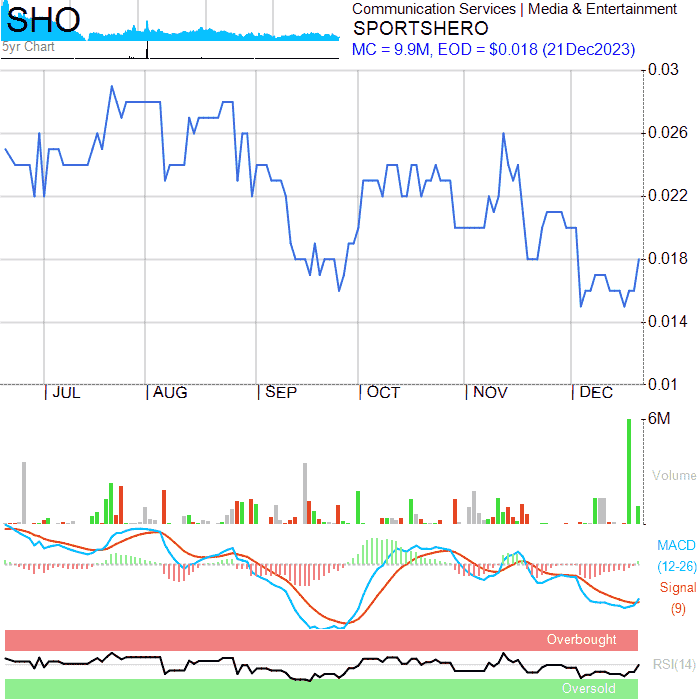 SHO
5yr Chart
Communication Services | Media & Entertainment
SPORTSHERO
MC = 9.9M, EOD = $0.018 (21Dec2023)
0.03
0.026
0.022
0.018
0.014
0.01
JUL AUG SEP OCT NOV DEC
6M
Volume
MACD
(12-26)
Signal
(9)
Overbought
RSI(14)
Oversold